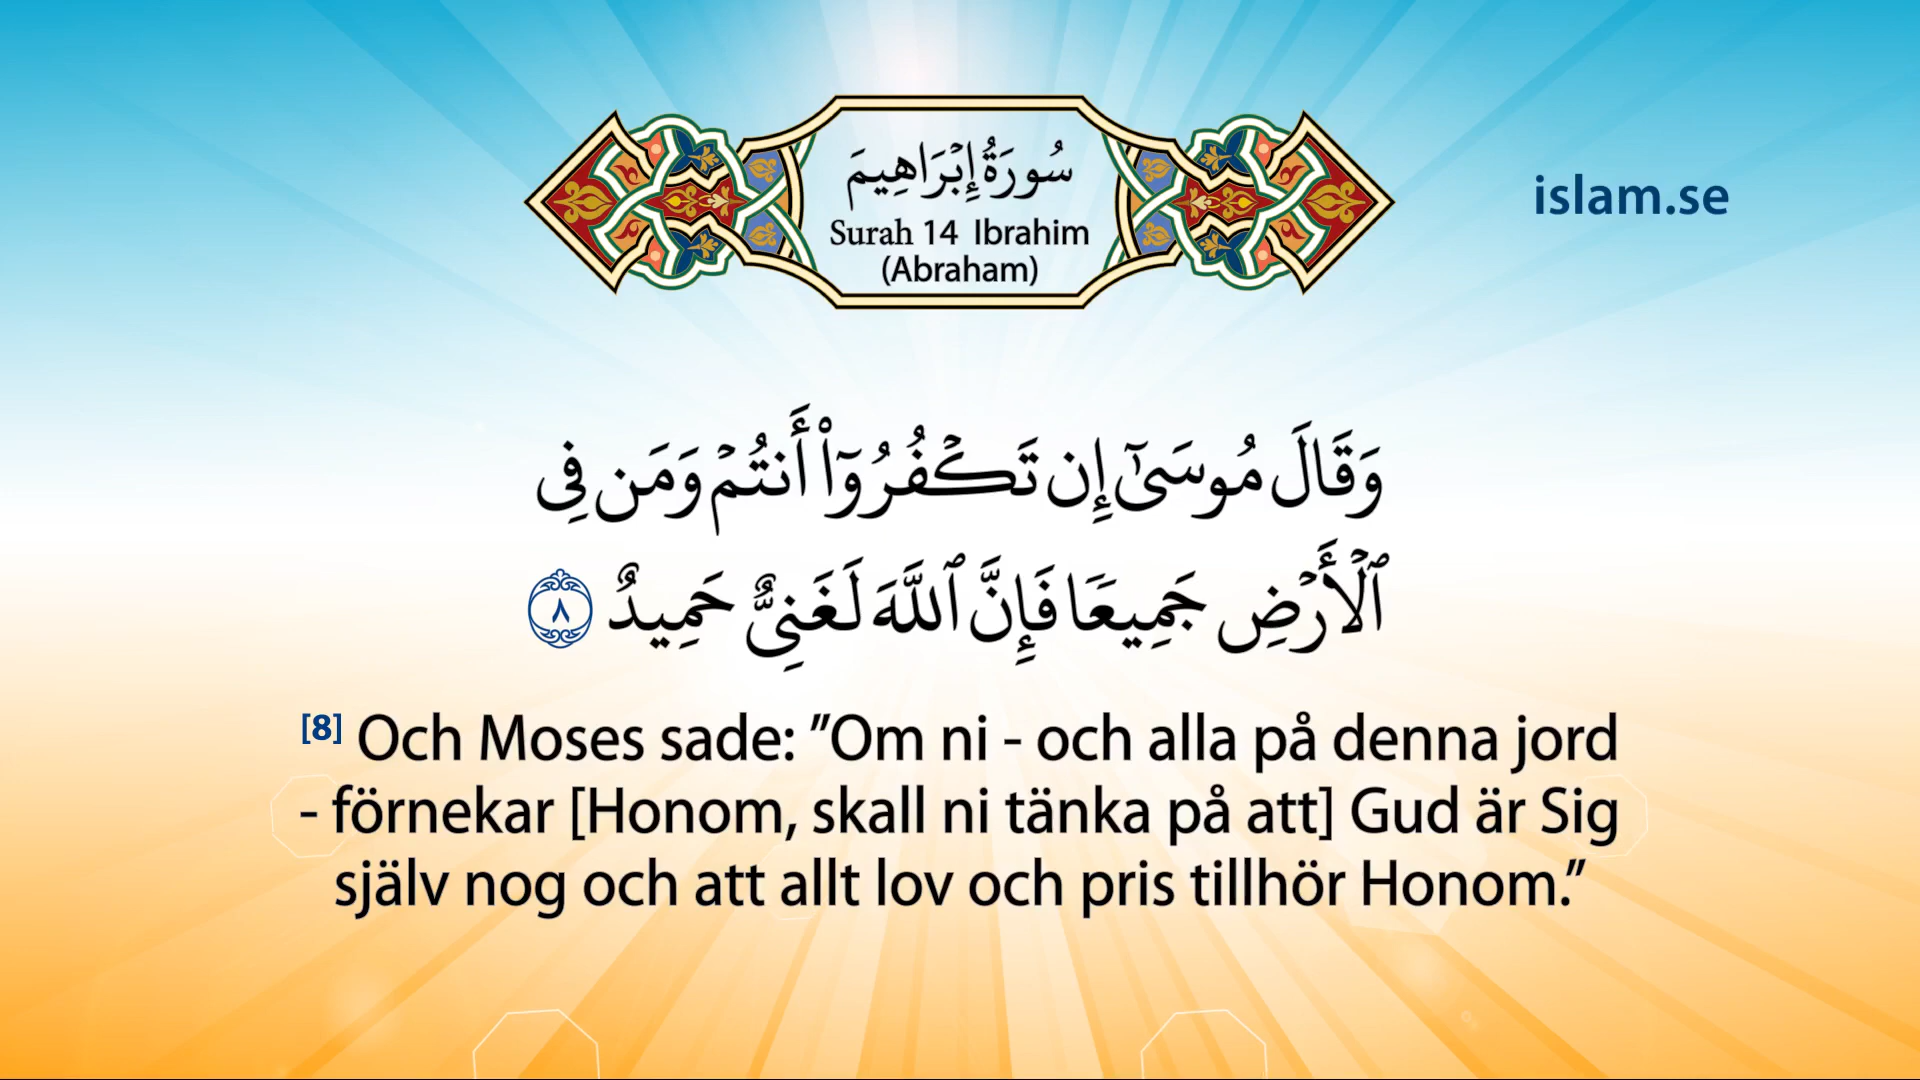 سُورَةُ إِبْرَاهِيمَ
Surah 14 Ibrahim
(Abraham)
islam.se
وَقَالَ مُوسَىٰٓ إِن تَكْفُرُوٓا۟ أَنتُمْ وَمَن فِى
ٱلْأَرْضِ جَمِيعًا فَإِنَّ ٱللَّهَ لَغَنِىٌّ حَمِيدٌ ٨
[8] Och Moses sade: ”Om ni - och alla på denna jord
- förnekar [Honom, skall ni tänka på att] Gud är Sig
själv nog och att allt lov och pris tillhör Honom.”